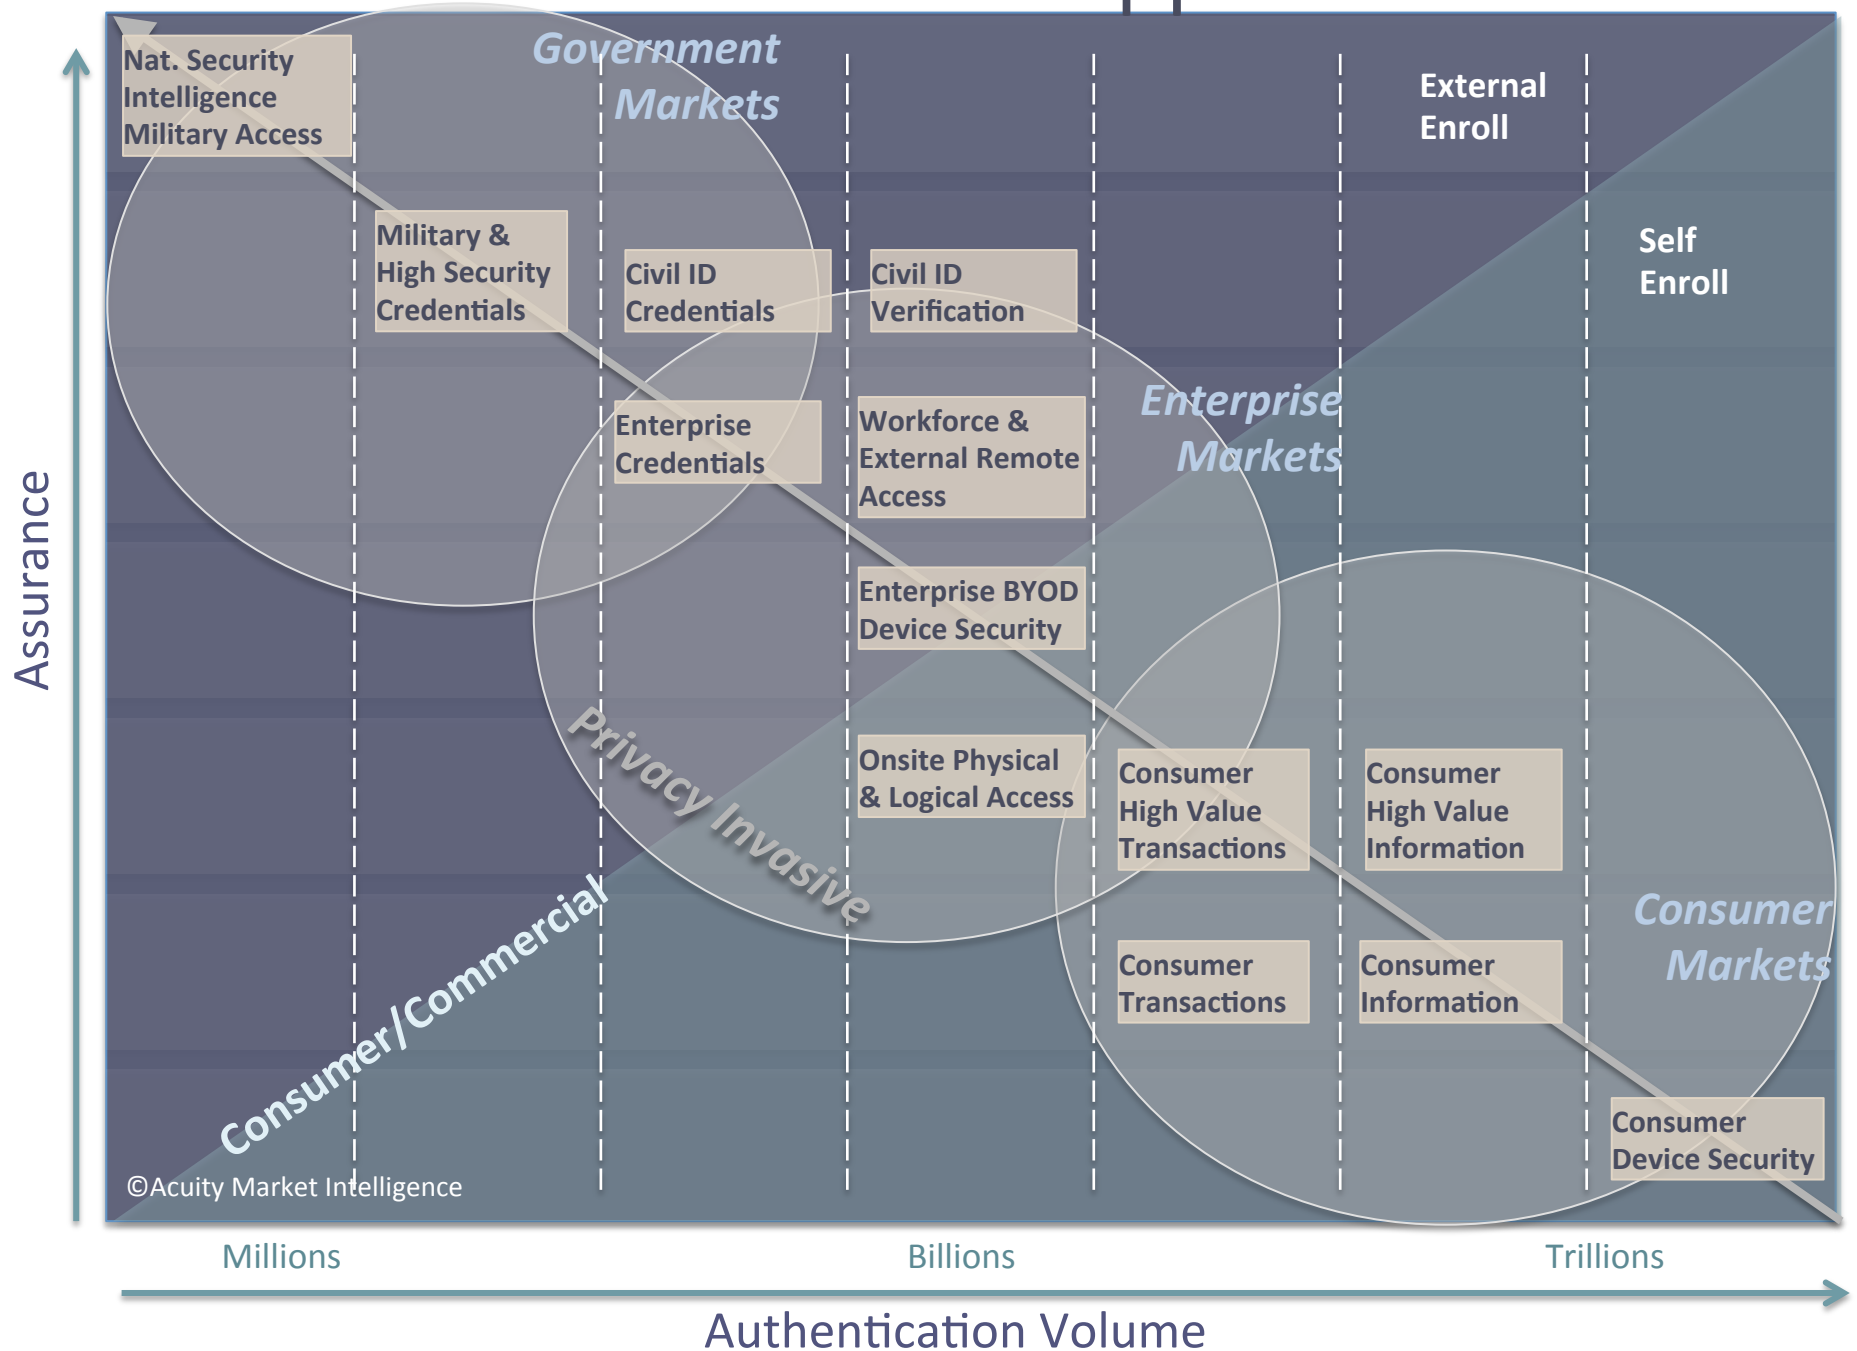 Nat. Security
Intelligence
Military Access
Government
Markets
External
Enroll
Self
Enroll
Military &
High Security
Credentials
Civil ID
Credentials
Civil ID
Verification
Enterprise
Markets
Enterprise
Credentials
Workforce &
External Remote
Access
Assurance
Enterprise BYOD
Device Security
Privacy Invasive
Onsite Physical
& Logical Access
Consumer
High Value
Transactions
Consumer
High Value
Information
Consumer/Commercial
Consumer
Markets
Consumer
Transactions
Consumer
Information
Consumer
Device Security
©Acuity Market Intelligence
Millions
Billions
Trillions
Authentication Volume